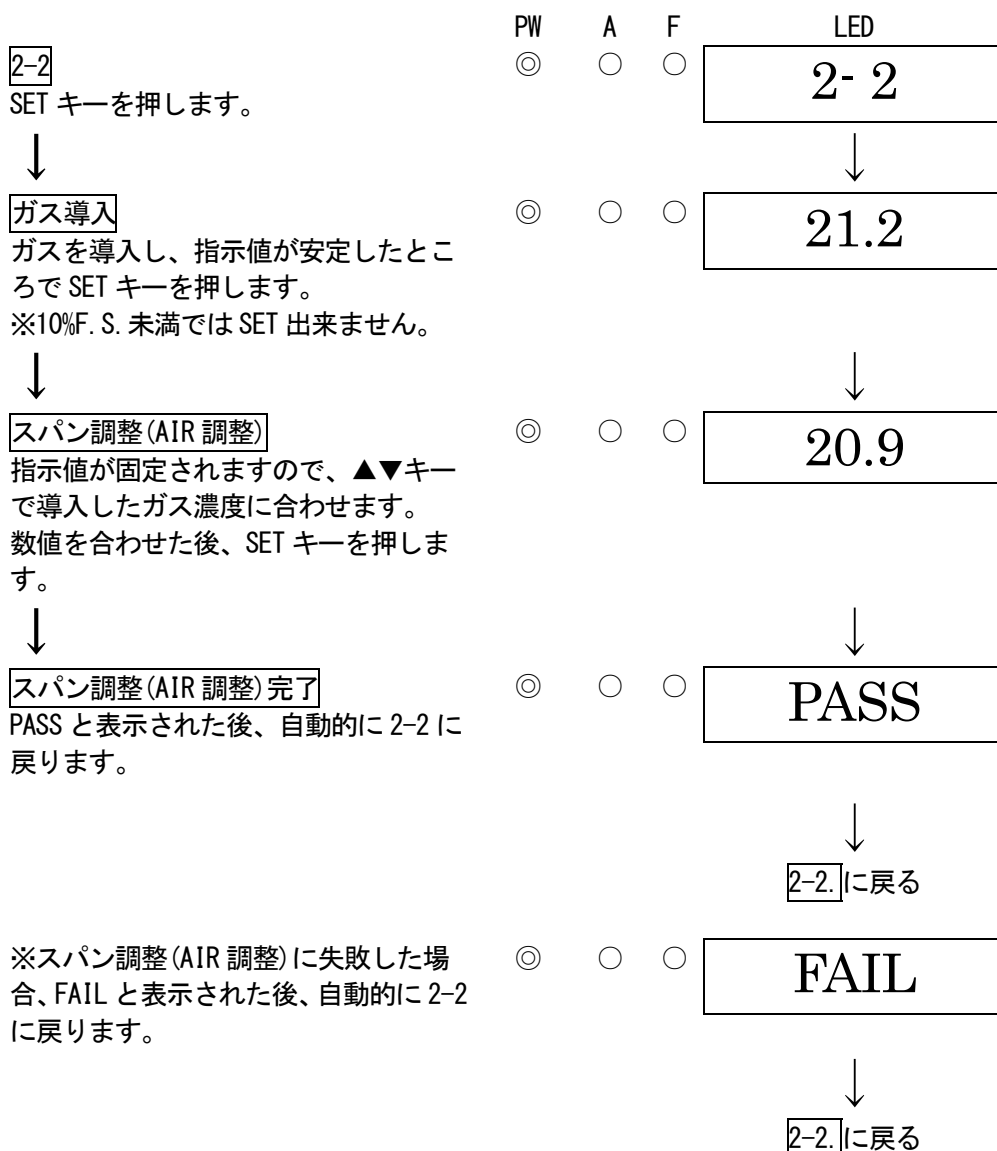 PW A F LED
2-2 ◎ ○ ○ 2- 2
SET キーを押します。
↓ ↓
ガス導入 ◎ ○ ○ 21.2
ガスを導入し、指示値が安定したとこ
ろで SET キーを押します。
※10%F.S.未満では SET 出来ません。
↓ ↓
スパン調整(AIR 調整) ◎ ○ ○ 20.9
指示値が固定されますので、▲▼キー
で導入したガス濃度に合わせます。
数値を合わせた後、SET キーを押しま
す。
↓ ↓
スパン調整(AIR 調整)完了 ◎ ○ ○ PASS
PASS と表示された後、自動的に 2-2 に
戻ります。
↓
2-2.に戻る
※スパン調整(AIR 調整)に失敗した場 ◎ ○ ○ FAIL
合、FAIL と表示された後、自動的に 2-2
に戻ります。
↓
2-2.に戻る